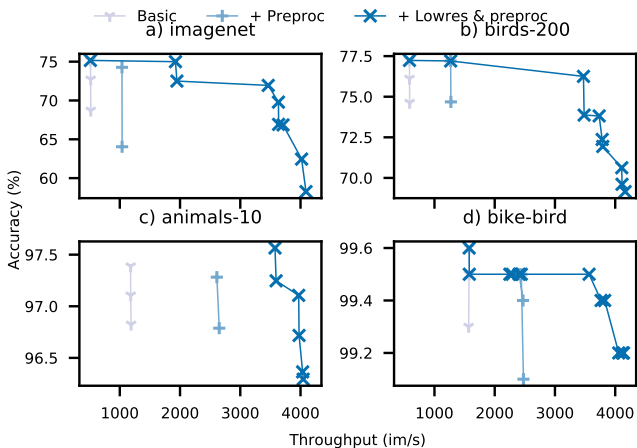 Basic + Preproc + Lowres & preproc
a) imagenet b) birds-200
75
70
65
60
77.5
75.0
72.5
70.0
Accuracy (%)
c) animals-10 d) bike-bird
97.5
97.0
96.5
99.6
99.4
99.2
1000 2000 3000 4000 1000 2000 3000 4000
Throughput (im/s)